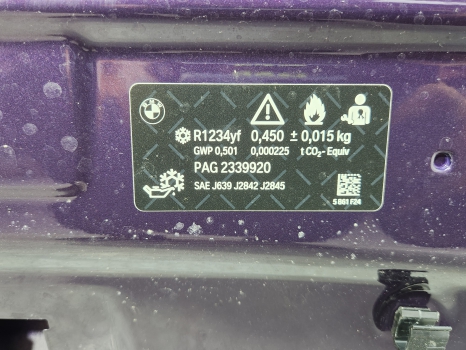 R1234yf 0,450 ± 0,015 kg
GWP 0,501 0,000225 t CO₂- Equiv
PAG 2339920
SAE J639 J2842 J2845
5 861 F24